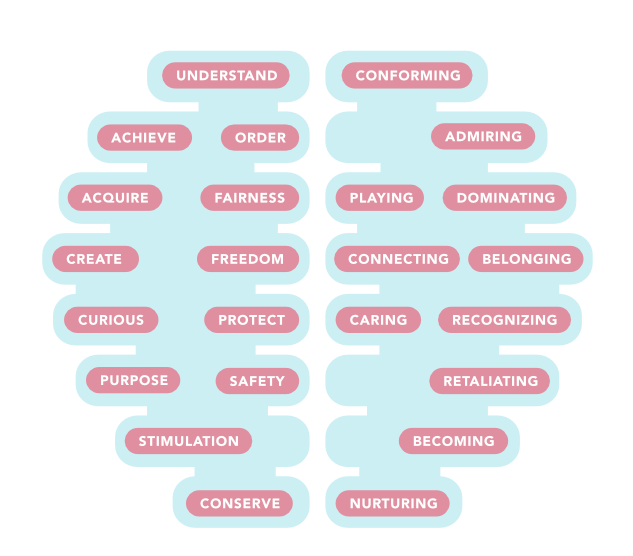 UNDERSTAND CONFORMING
ACHIEVE ORDER ADMIRING
ACQUIRE FAIRNESS PLAYING DOMINATING
CREATE FREEDOM CONNECTING BELONGING
CURIOUS PROTECT CARING RECOGNIZING
PURPOSE SAFETY RETALIATING
STIMULATION BECOMING
CONSERVE NURTURING